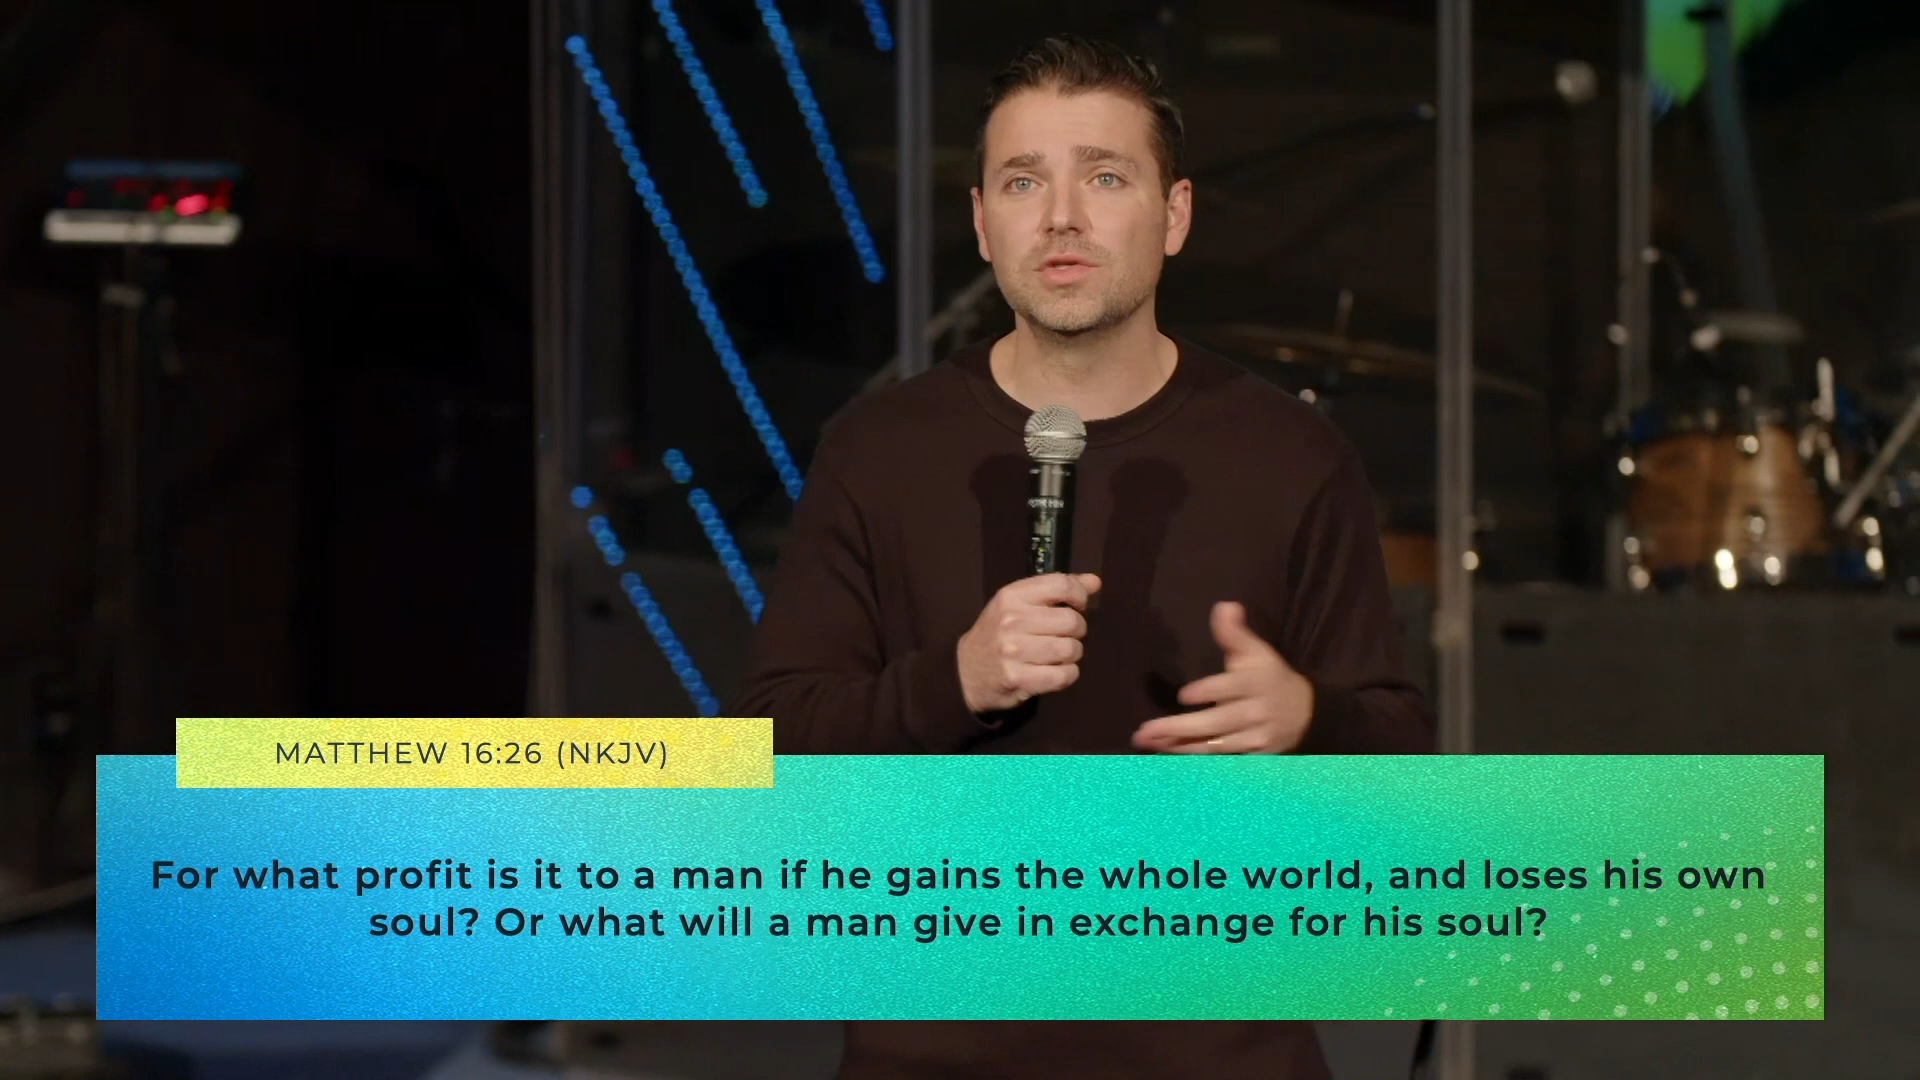 MATTHEW 16:26 (NKJV)
For what profit is it to a man if he gains the whole world, and loses his own
soul? Or what will a man give in exchange for his soul?